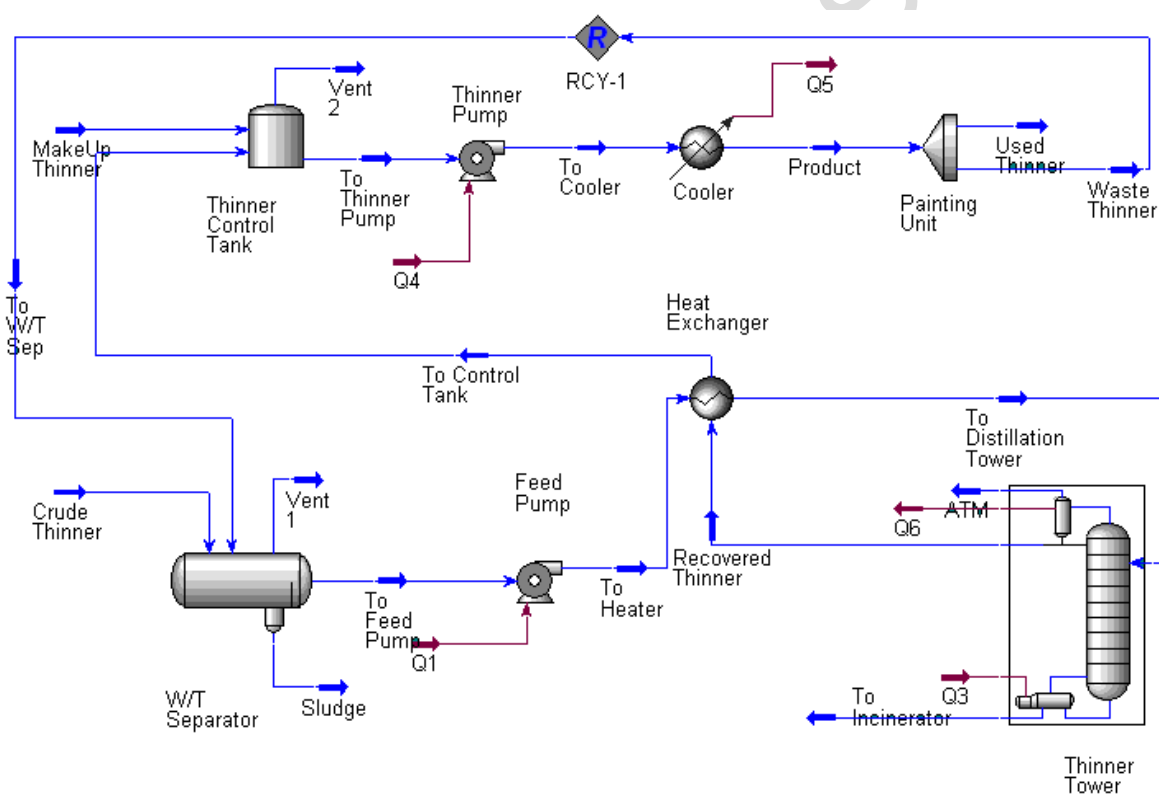 R
RCY-1
Vent
2
Thinner
Pump
Q5
MakeUp
Thinner
To
Thinner
Pump
To
Cooler
Cooler
Product
Used
Thinner
Waste
Thinner
Painting
Unit
Thinner
Control
Tank
Q4
To
W/T
Sep
Heat
Exchanger
To Control
Tank
To
Distillation
Tower
Crude
Thinner
Vent
1
Feed
Pump
Q6
ATM
Recovered
Thinner
To
Feed
Pump
To
Heater
Q1
W/T
Separator
Sludge
To
Incinerator
Q3
Thinner
Tower